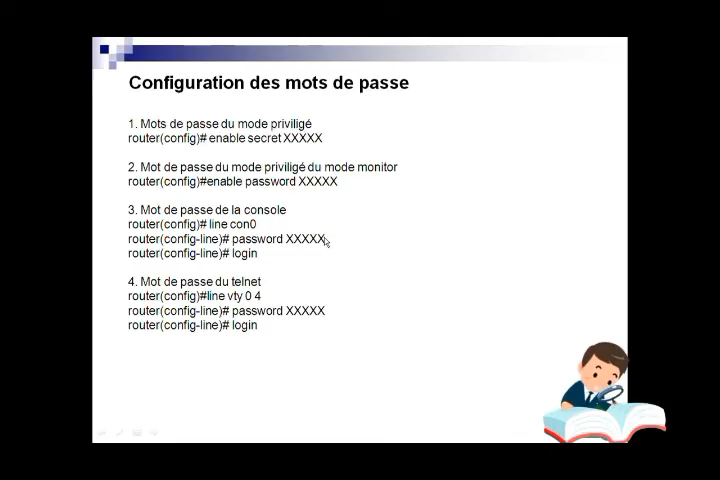 Configuration des mots de passe
1. Mots de passe du mode priviligé
router(config)# enable secret XXXXX
2. Mot de passe du mode priviligé du mode monitor
router(config)#enable password XXXXX
3. Mot de passe de la console
router(config)# line con0
router(config-line)# password XXXXX
router(config-line)# login
4. Mot de passe du telnet
router(config)#line vty 0 4
router(config-line)# password XXXXX
router(config-line)# login